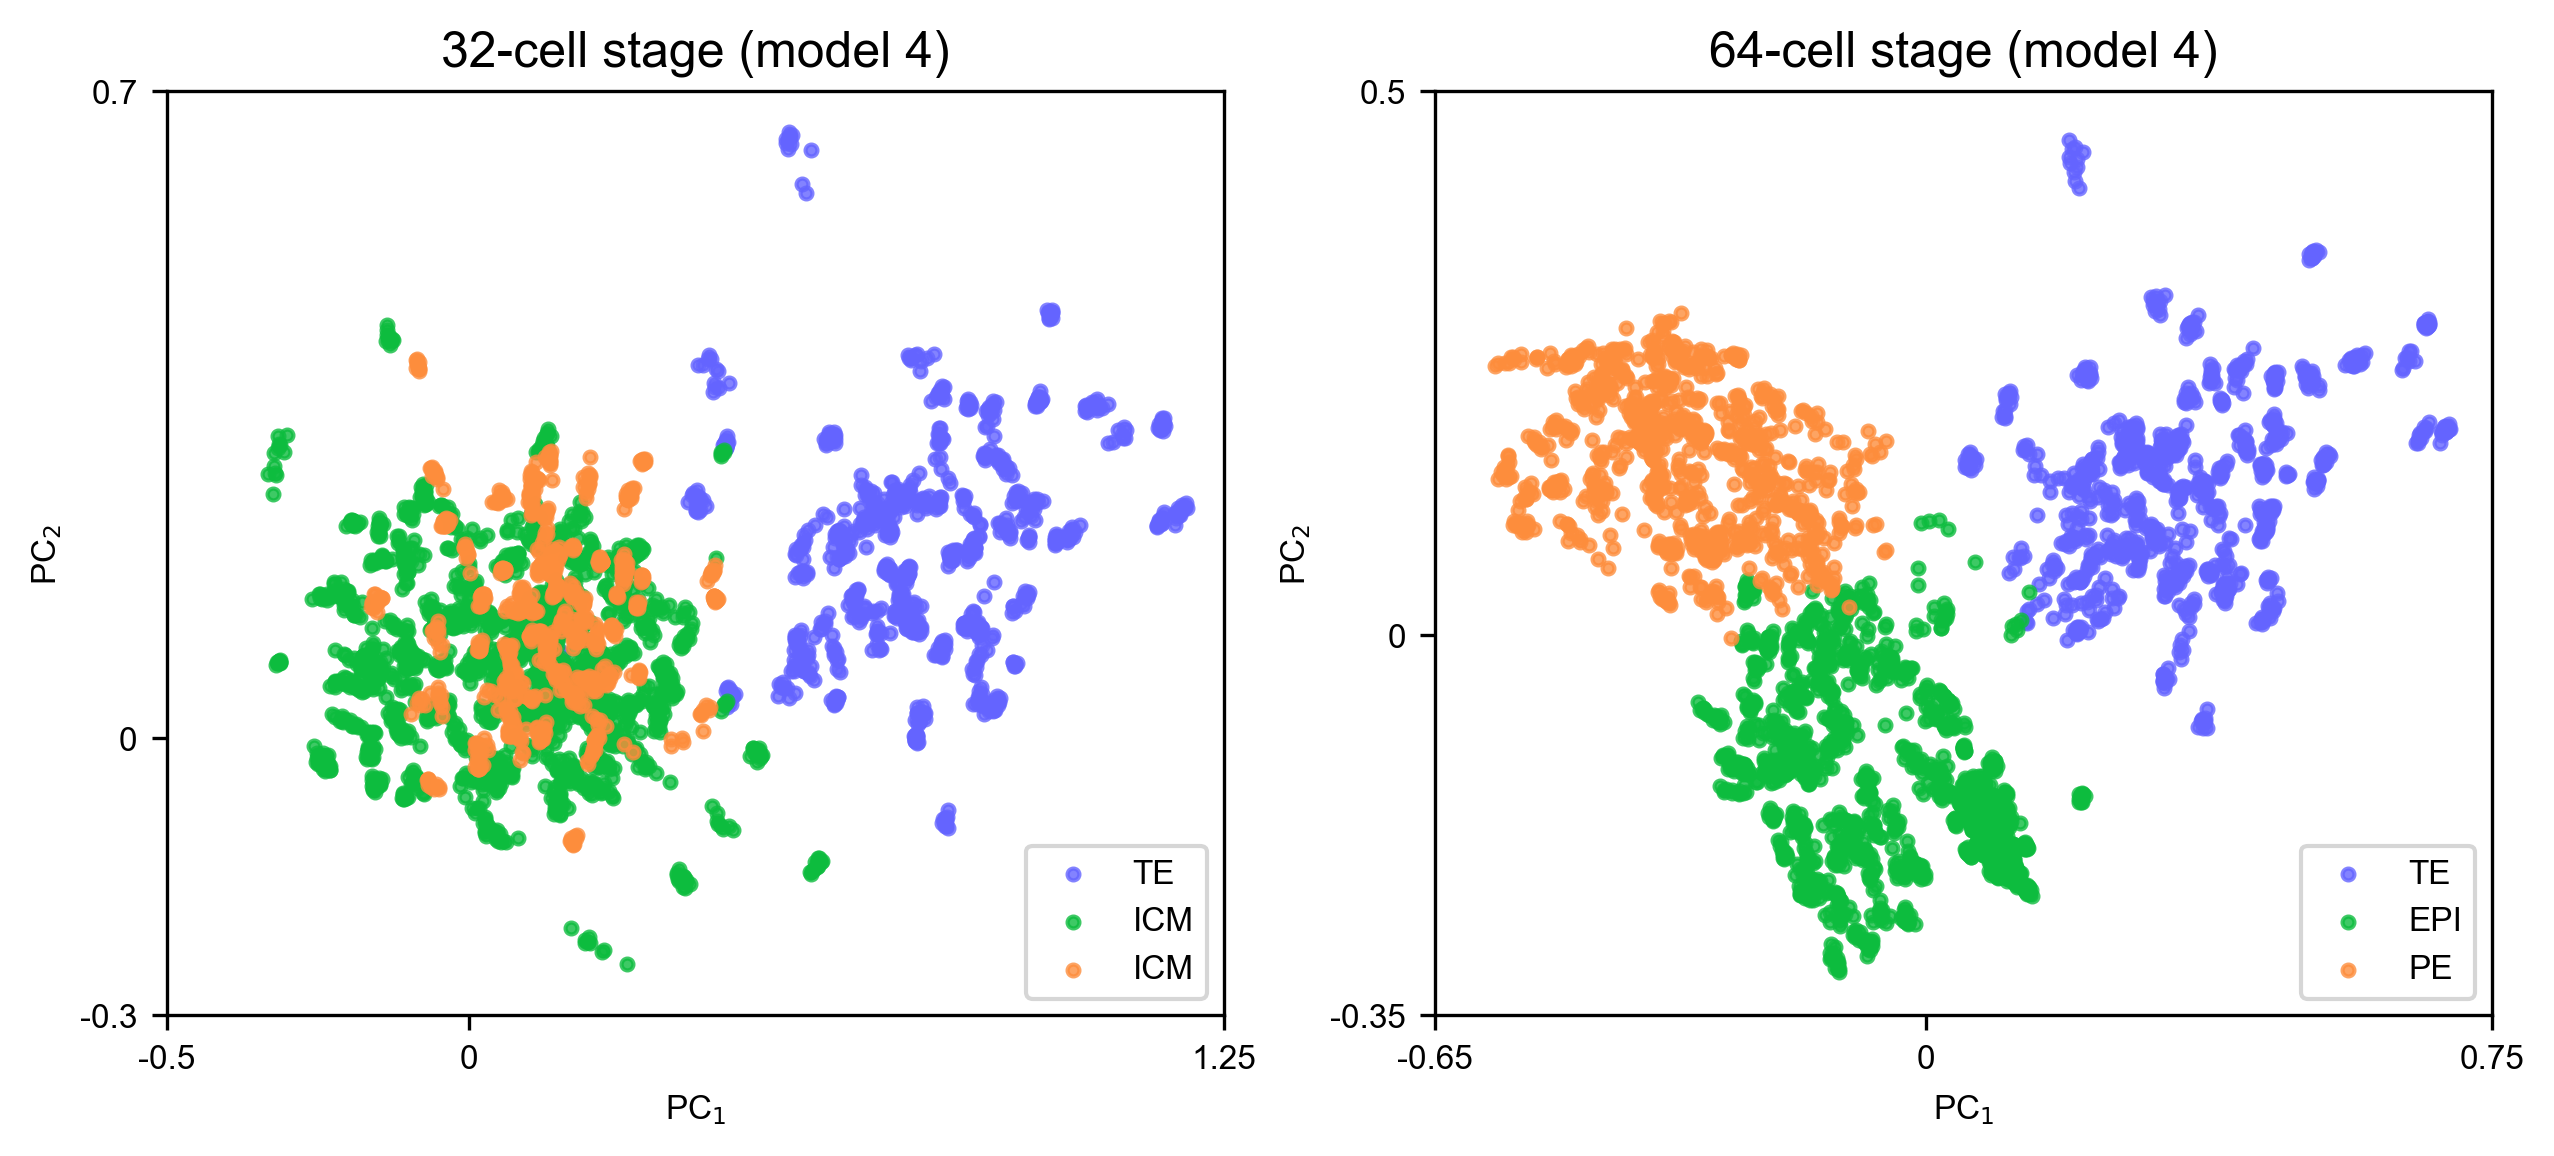 32-cell stage (model 4)
0.7
0
-0.3
-0.5
0
1.25
PC₂
PC₁
TE
ICM
ICM
64-cell stage (model 4)
0.5
0
-0.35
-0.65
0
0.75
PC₂
PC₁
TE
EPI
PE